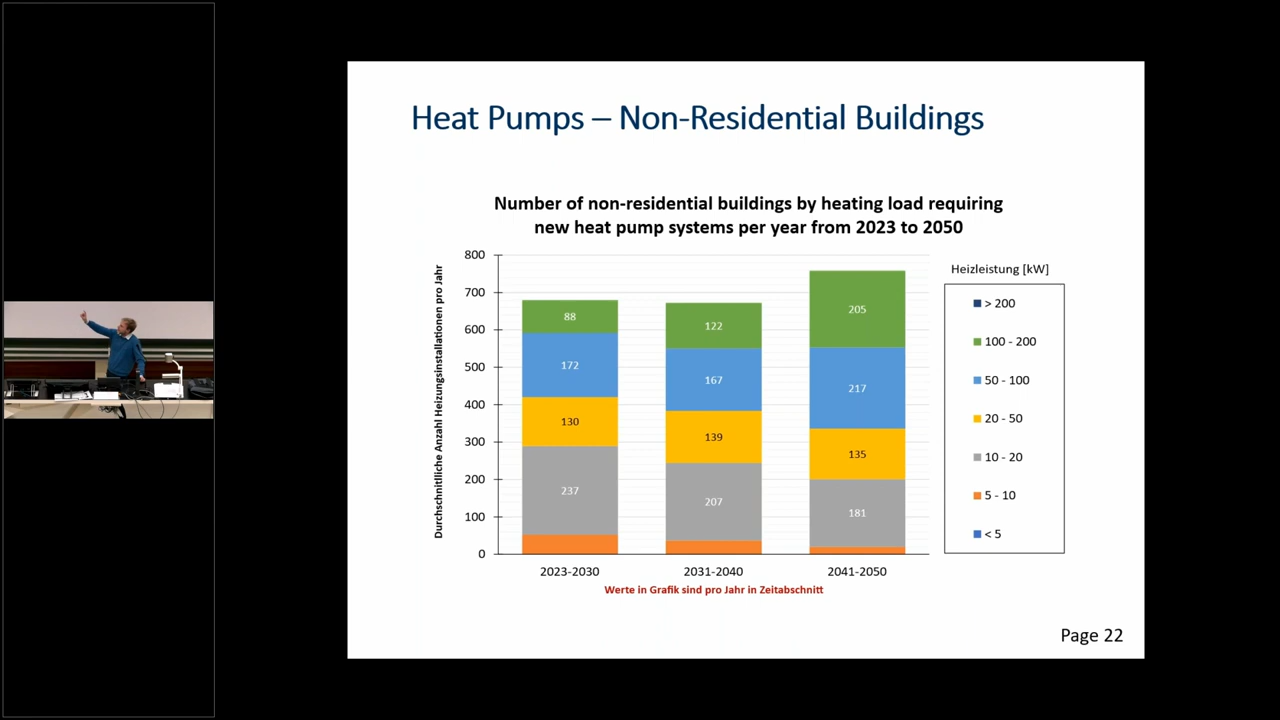 Heat Pumps – Non-Residential Buildings
Number of non-residential buildings by heating load requiring
new heat pump systems per year from 2023 to 2050
Durchschnittliche Anzahl Heizungsinstallationen pro Jahr
800
700
600
500
400
300
200
100
0
88
172
130
237
122
167
139
207
205
217
135
181
2023-2030
2031-2040
2041-2050
Werte in Grafik sind pro Jahr in Zeitabschnitt
Heizleistung [kW]
> 200
100 - 200
50 - 100
20 - 50
10 - 20
5 - 10
< 5
Page 22